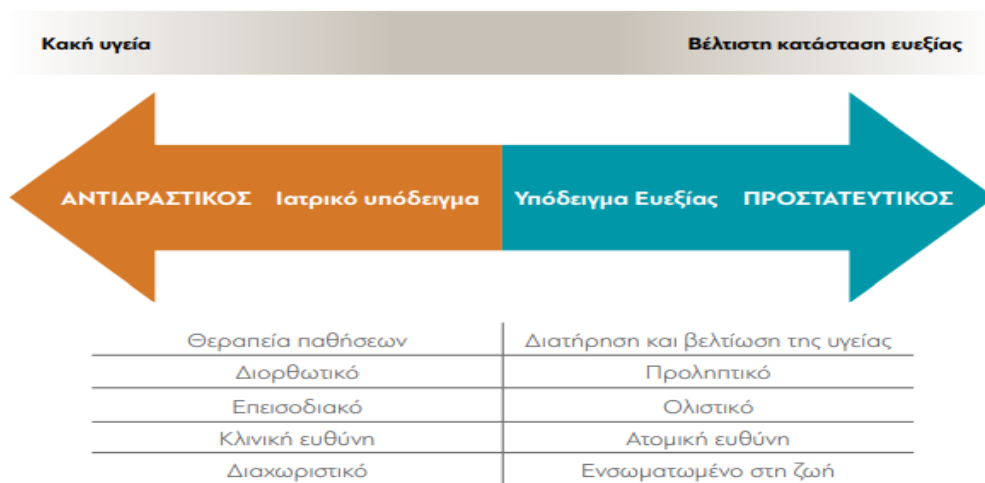 Κακή υγεία Βέλτιστη κατάσταση ευεξίας
ΑΝΤΙΔΡΑΣΤΙΚΟΣ Ιατρικό υπόδειγμα Υπόδειγμα Ευεξίας ΠΡΟΣΤΑΤΕΥΤΙΚΟΣ
Θεραπεία παθήσεων Διατήρηση και βελτίωση της υγείας
Διορθωτικό Προληπτικό
Επεισοδιακό Ολιστικό
Κλινική ευθύνη Ατομική ευθύνη
Διαχωριστικό Ενσωματωμένο στη ζωή